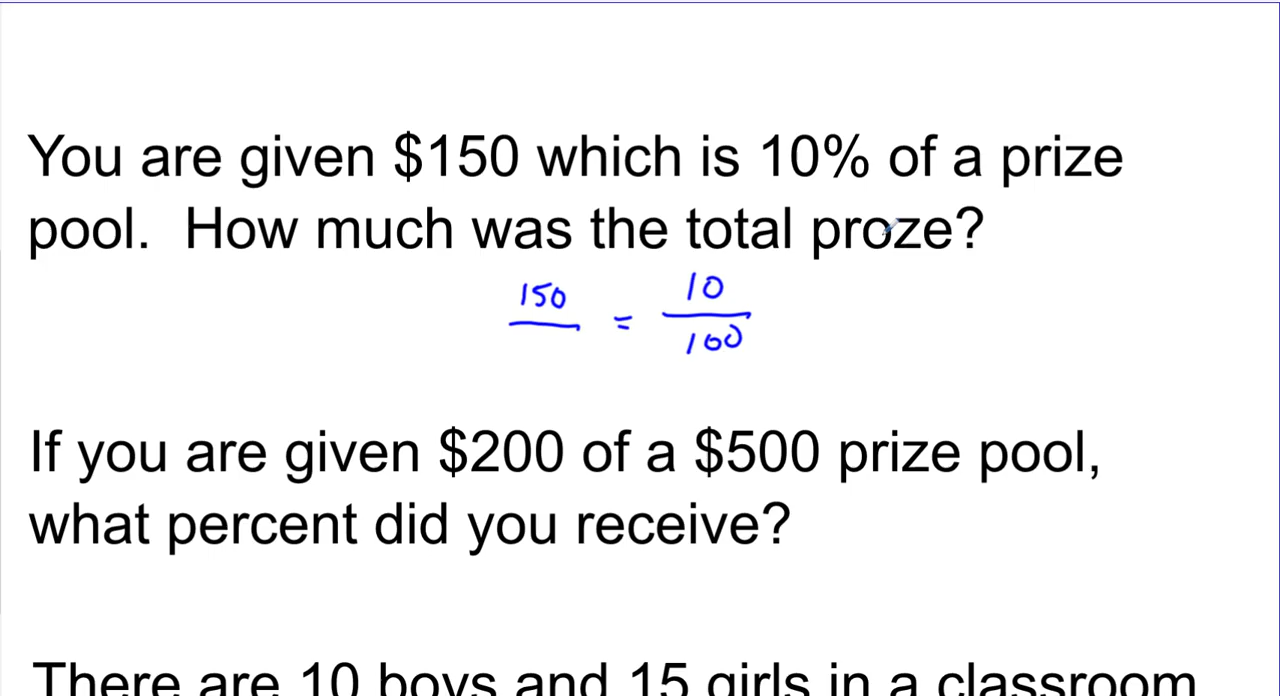 You are given $150 which is 10% of a prize
pool. How much was the total proze?
150 = 10
100
If you are given $200 of a $500 prize pool,
what percent did you receive?
There are 10 boys and 15 girls in a classroom